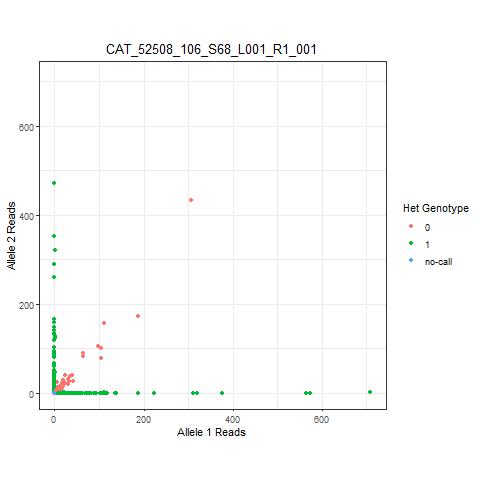 CAT_52508_106_S68_L001_R1_001
Allele 2 Reads
600
400
200
0
0
200
400
600
Allele 1 Reads
Het Genotype
0
1
no-call